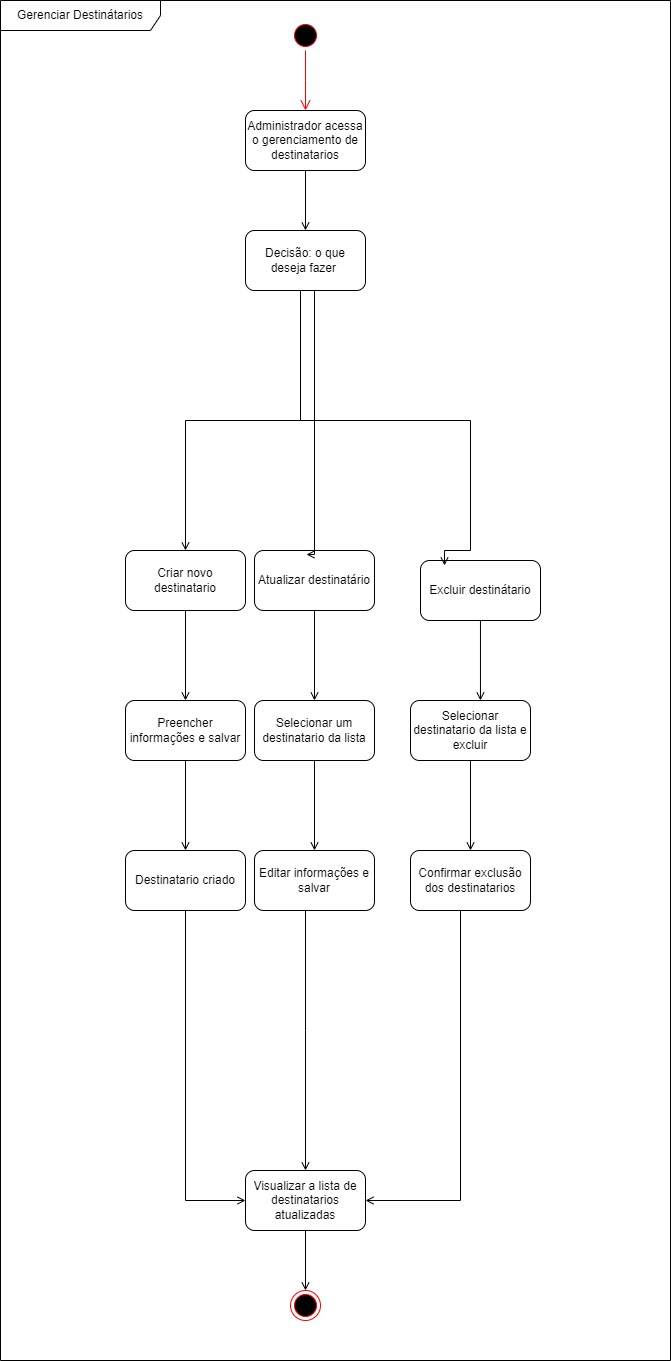 Gerenciar Destinátarios
Administrador acessa
o gerenciamento de
destinatarios
Decisão: o que
deseja fazer
Criar novo
destinatario
Atualizar destinatário
Excluir destinátario
Preencher
informações e salvar
Selecionar um
destinatario da lista
Selecionar
destinatario da lista e
excluir
Destinatario criado
Editar informações e
salvar
Confirmar exclusão
dos destinatarios
Visualizar a lista de
destinatarios
atualizadas